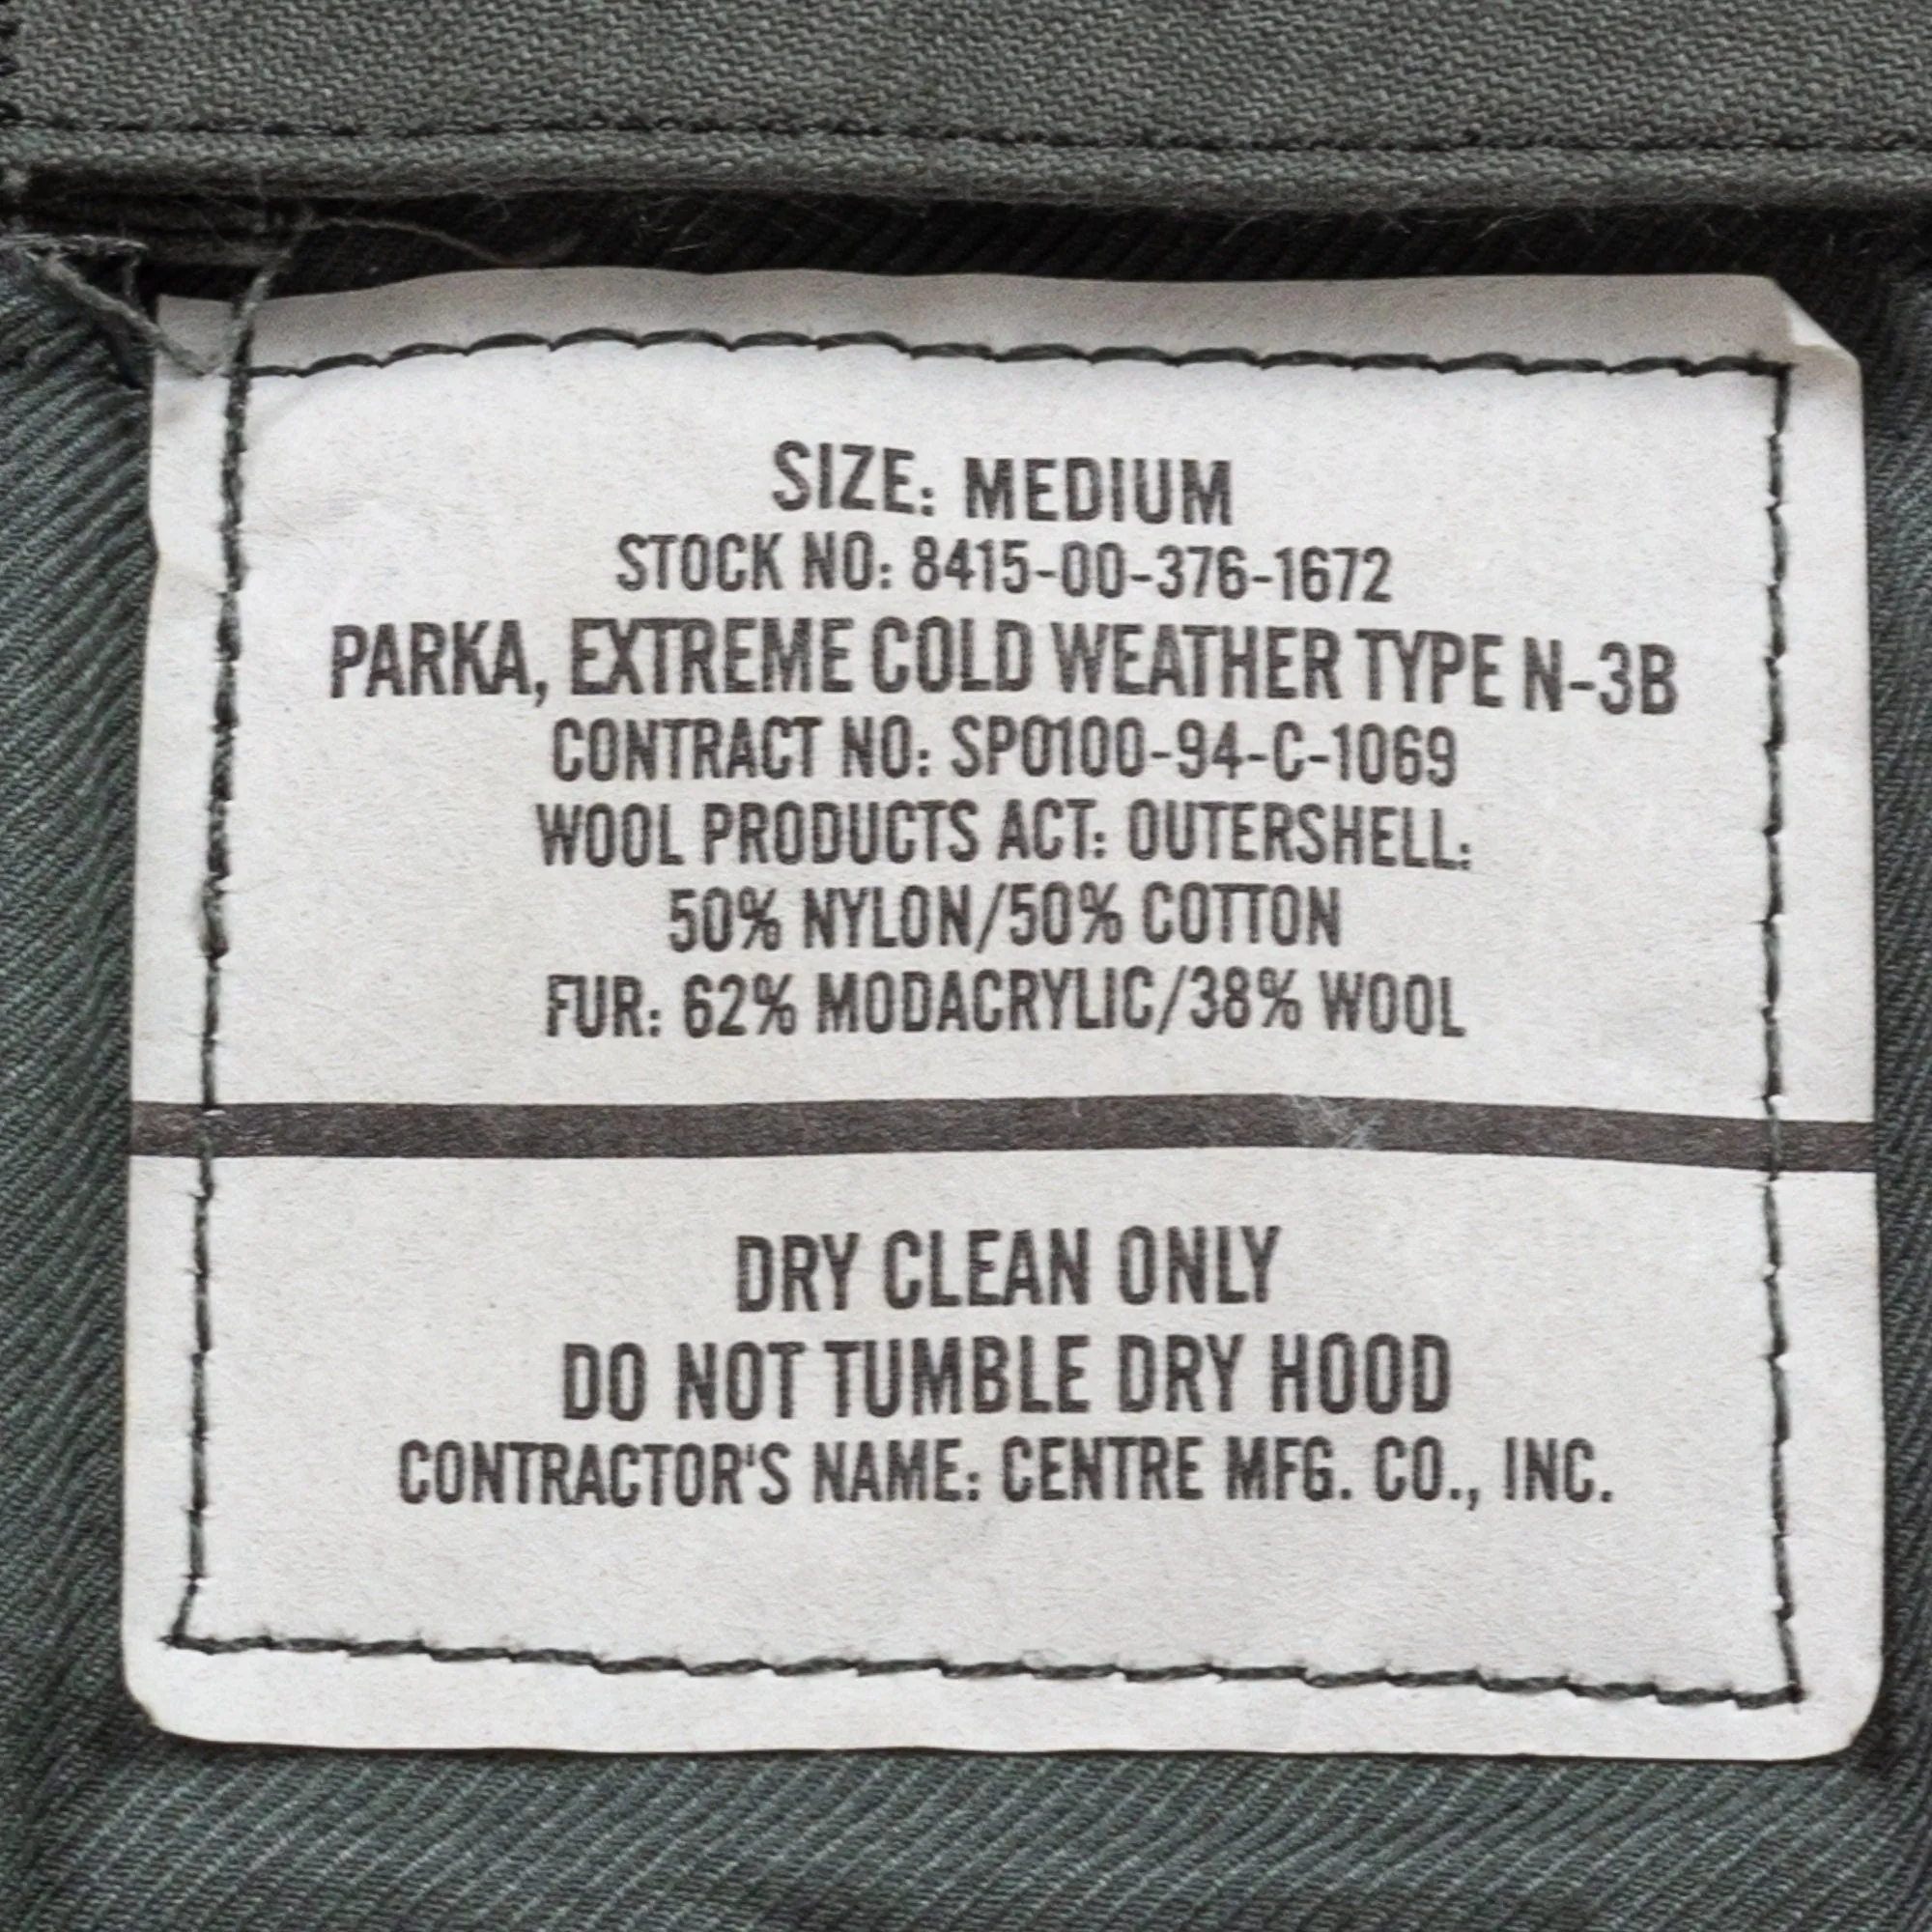 SIZE: MEDIUM
STOCK NO: 8415-00-376-1672
PARKA, EXTREME COLD WEATHER TYPE N-3B
CONTRACT NO: SP0100-94-C-1069
WOOL PRODUCTS ACT: OUTERSHELL:
50% NYLON/50% COTTON
FUR: 62% MODACRYLIC/38% WOOL
DRY CLEAN ONLY
DO NOT TUMBLE DRY HOOD
CONTRACTOR'S NAME: CENTRE MFG. CO., INC.